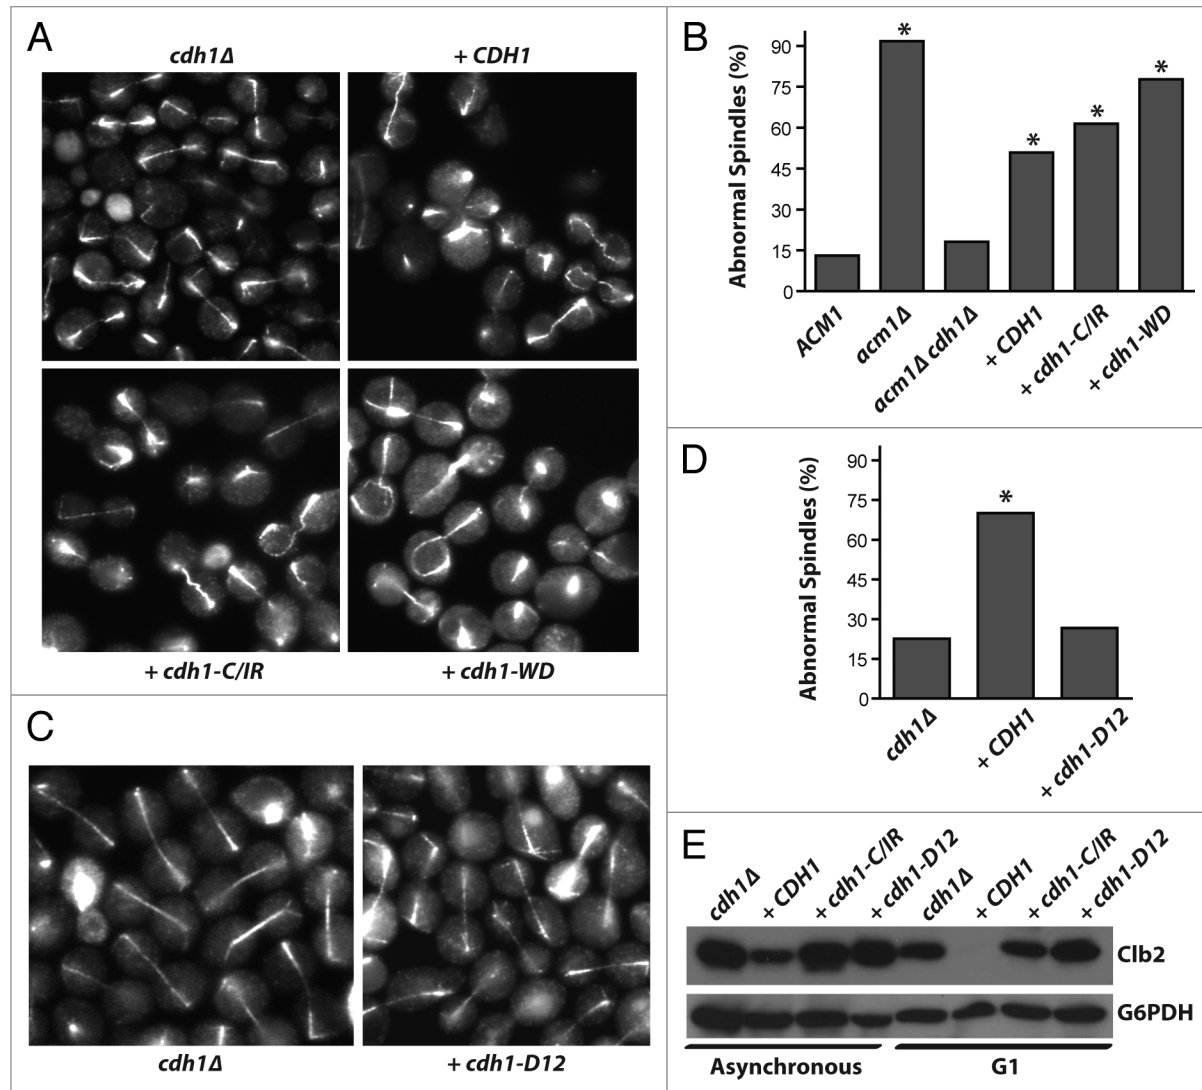 A
cdh1Δ
+ CDH1
+ cdh1-C/IR
+ cdh1-WD
B
Abnormal Spindles (%)
90
75
60
45
30
15
0
*
*
*
*
ACM1
acm1Δ
acm1Δ cdh1Δ
+ CDH1
+ cdh1-C/IR
+ cdh1-WD
C
cdh1Δ
+ cdh1-D12
D
Abnormal Spindles (%)
90
75
60
45
30
15
0
*
cdh1Δ
+ CDH1
+ cdh1-D12
E
cdh1Δ
+ CDH1
+ cdh1-C/IR
+ cdh1-D12
cdh1Δ
+ CDH1
+ cdh1-C/IR
+ cdh1-D12
Clb2
G6PDH
Asynchronous
G1